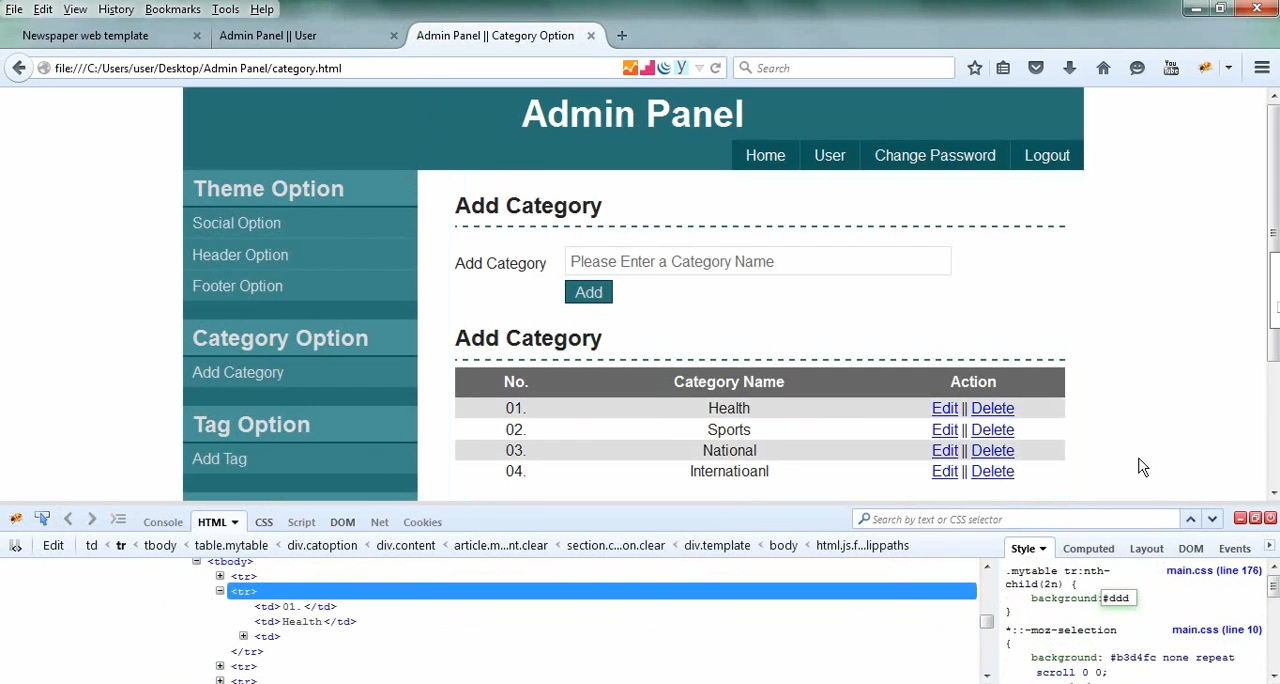 File Edit View History Bookmarks Tools Help
Newspaper web template × Admin Panel || User × Admin Panel || Category Option × +
file:///C:/Users/user/Desktop/Admin Panel/category.html Search
Admin Panel
Home User Change Password Logout
Theme Option
Social Option
Header Option
Footer Option
Category Option
Add Category
Tag Option
Add Tag
Add Category
Add Category Please Enter a Category Name
Add
Add Category
No. Category Name Action
01. Health Edit || Delete
02. Sports Edit || Delete
03. National Edit || Delete
04. Internatioanl Edit || Delete
Console HTML CSS Script DOM Net Cookies Search by text or CSS selector
Edit td < tr < tbody < table.mytable < div.catoption < div.content < article.m...nt.clear < section.c...on.clear < div.template < body < html.js.f...lippaths
Style Computed Layout DOM Events
<tbody>
<tr>
<tr>
<td>01.</td>
<td>Health</td>
<td>
</tr>
<tr>
<tr>
.mytable tr:nth- main.css (line 176)
child(2n) {
background:#ddd
}
*::-moz-selection main.css (line 10)
{
background: #b3d4fc none repeat
scroll 0 0;